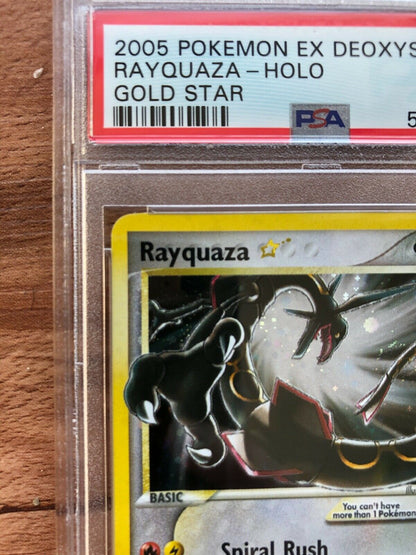 2005 POKEMON EX DEOXYS
RAYQUAZA - HOLO
GOLD STAR
PSA
5
Rayquaza
BASIC
You can't have
more than 1 Pokémon
Spiral Rush